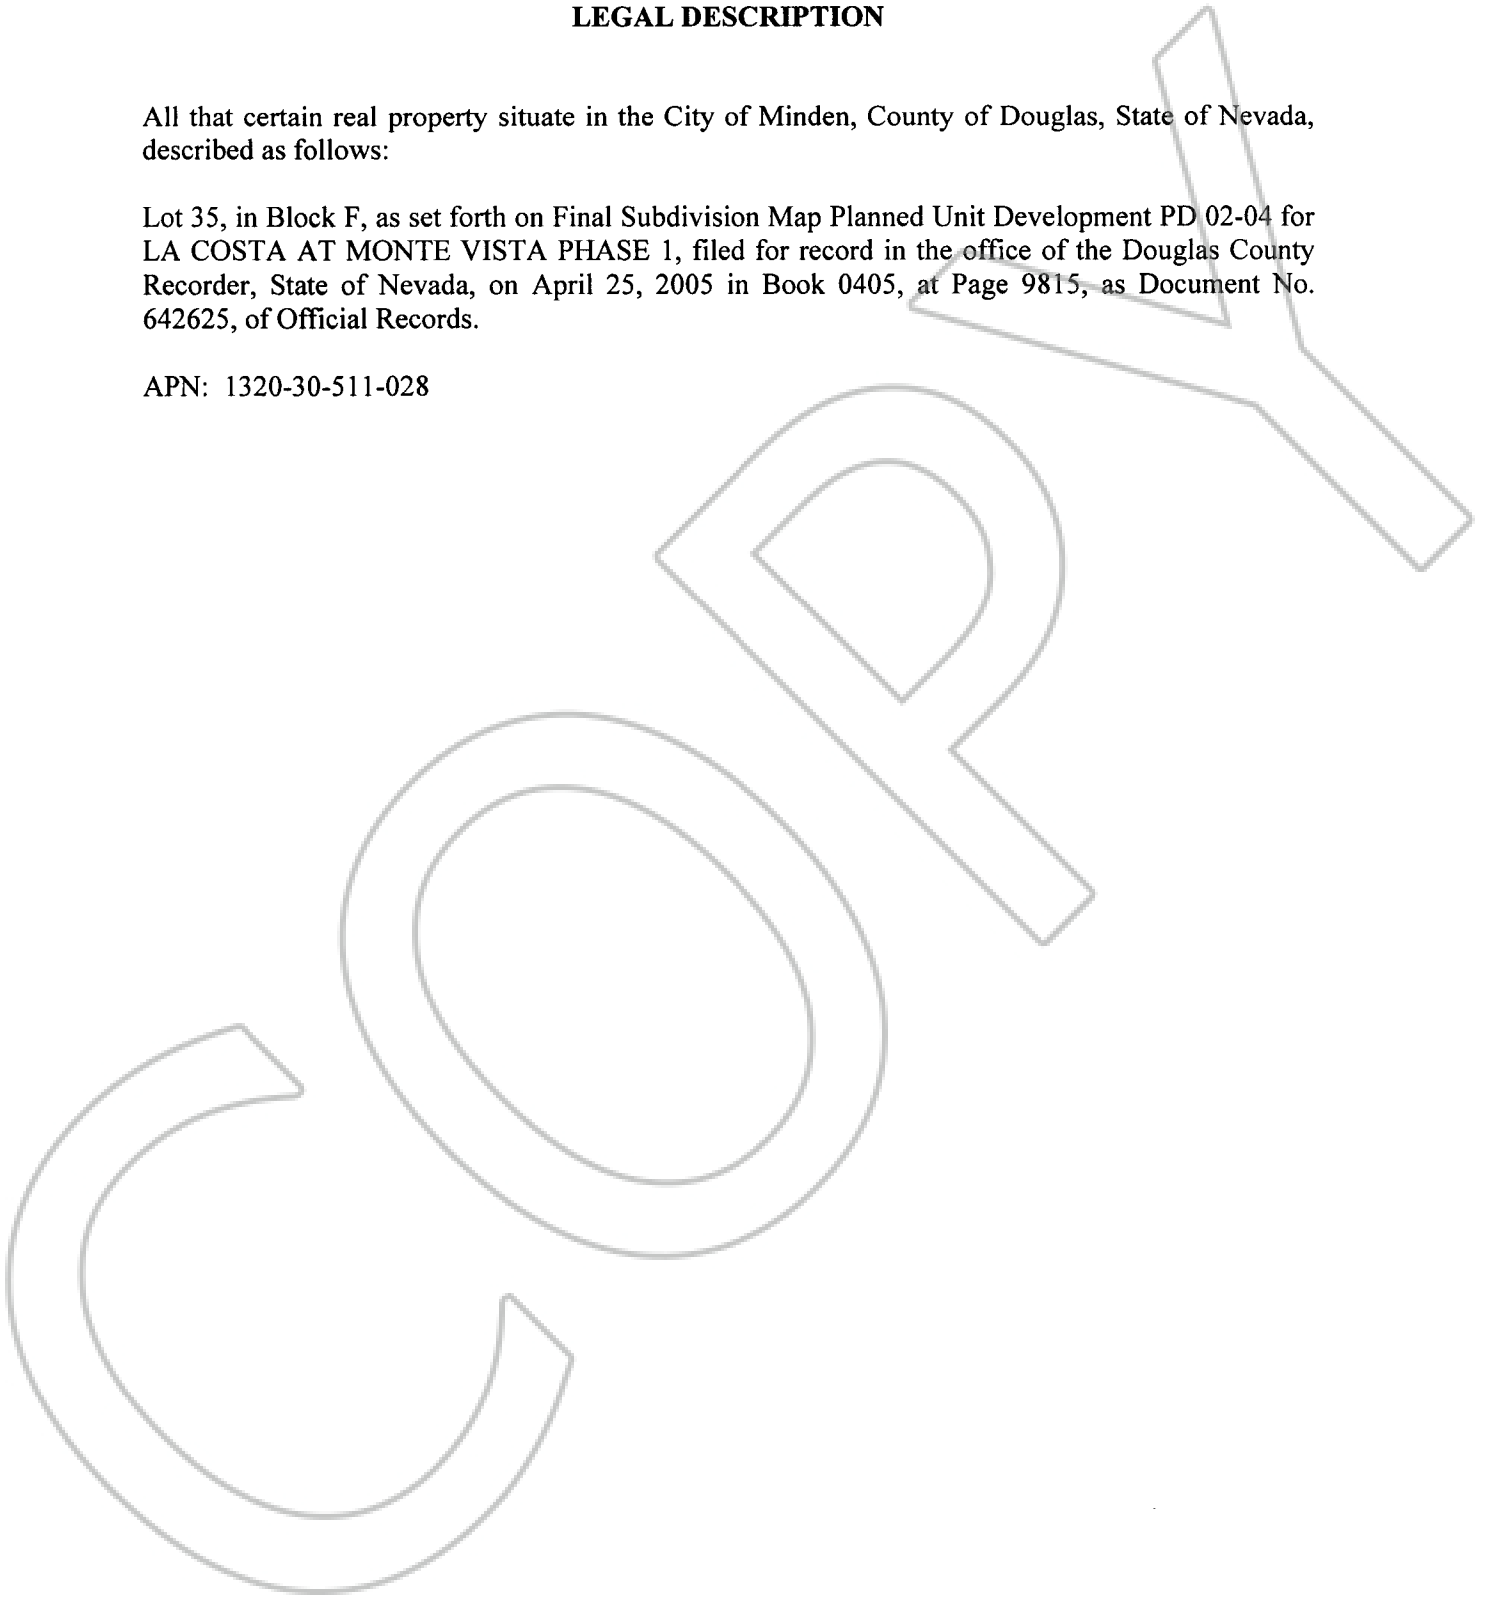 LEGAL DESCRIPTION
All that certain real property situate in the City of Minden, County of Douglas, State of Nevada,
described as follows:
Lot 35, in Block F, as set forth on Final Subdivision Map Planned Unit Development PD 02-04 for
LA COSTA AT MONTE VISTA PHASE 1, filed for record in the office of the Douglas County
Recorder, State of Nevada, on April 25, 2005 in Book 0405, at Page 9815, as Document No.
642625, of Official Records.
APN: 1320-30-511-028
COPY